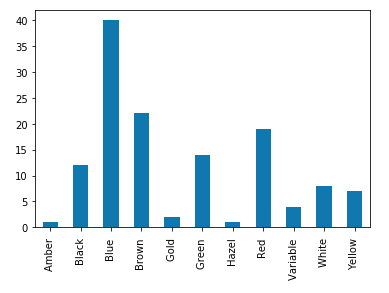 40
35
30
25
20
15
10
5
0
Amber
Black
Blue
Brown
Gold
Green
Hazel
Red
Variable
White
Yellow